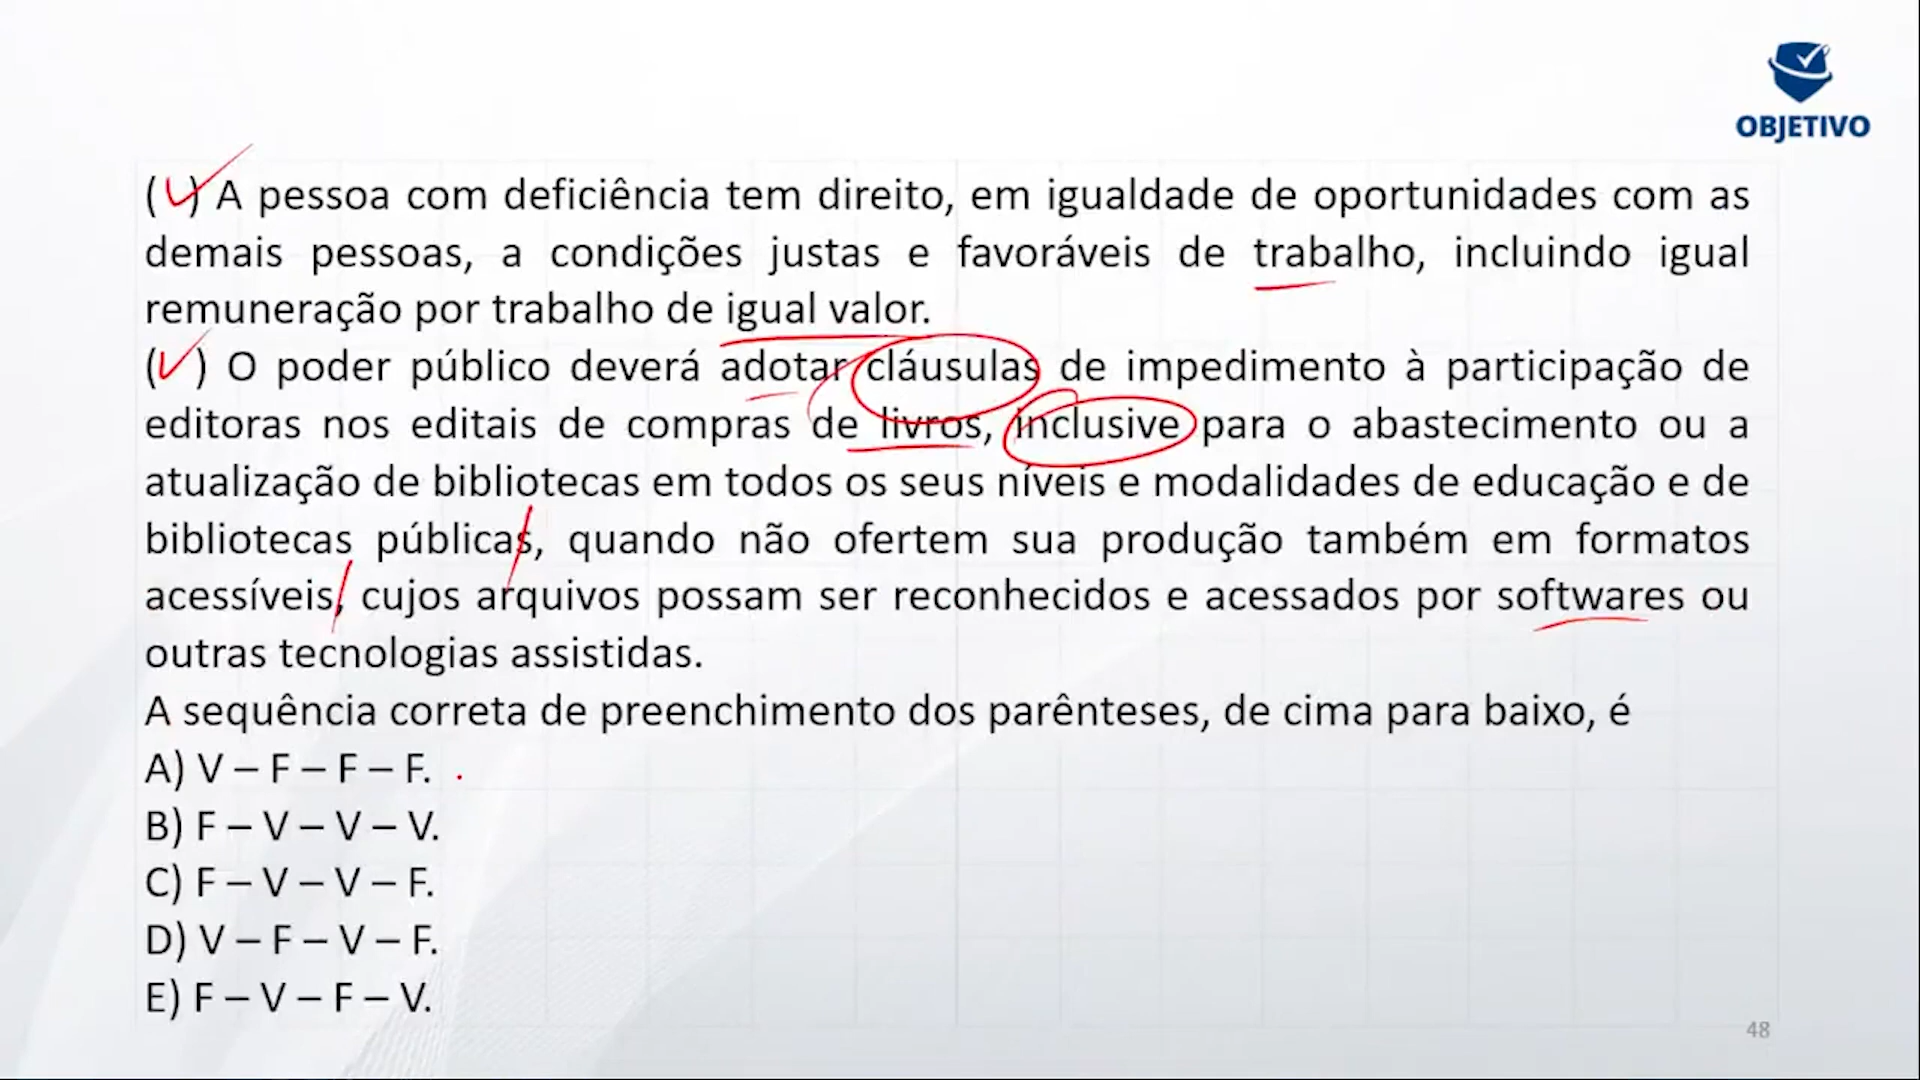 OBJETIVO
(V) A pessoa com deficiência tem direito, em igualdade de oportunidades com as
demais pessoas, a condições justas e favoráveis de trabalho, incluindo igual
remuneração por trabalho de igual valor.
(V) O poder público deverá adotar cláusulas de impedimento à participação de
editoras nos editais de compras de livros, inclusive para o abastecimento ou a
atualização de bibliotecas em todos os seus níveis e modalidades de educação e de
bibliotecas públicas, quando não ofertem sua produção também em formatos
acessíveis, cujos arquivos possam ser reconhecidos e acessados por softwares ou
outras tecnologias assistidas.
A sequência correta de preenchimento dos parênteses, de cima para baixo, é
A) V – F – F – F.
B) F – V – V – V.
C) F – V – V – F.
D) V – F – V – F.
E) F – V – F – V.
48